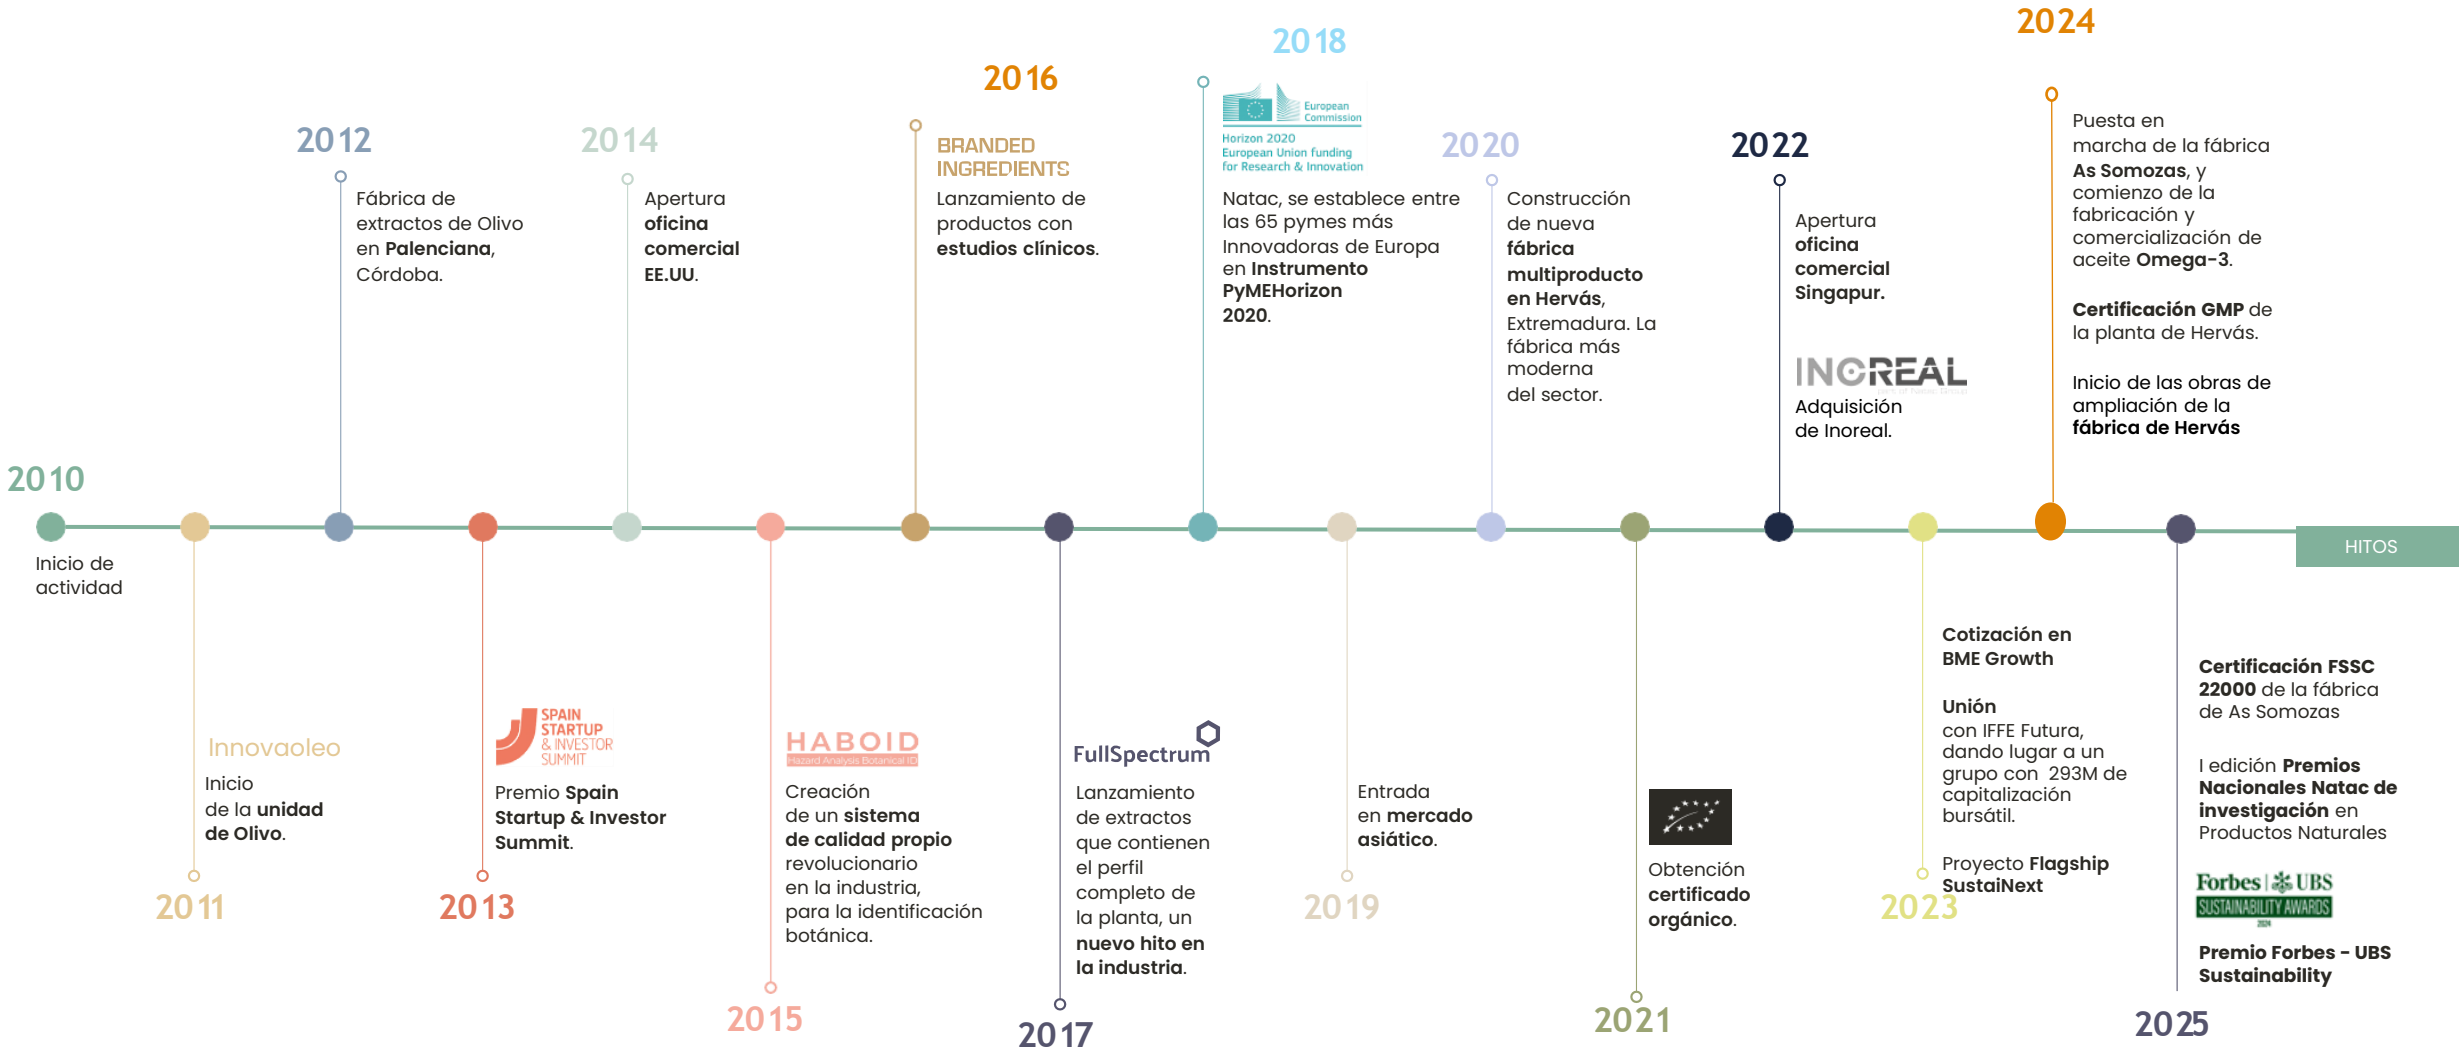 2010
Inicio de
actividad
Innovaoleo
Inicio
de la unidad
de Olivo.
2011
2012
Fábrica de
extractos de Olivo
en Palenciana,
Córdoba.
SPAIN
STARTUP
& INVESTOR
SUMMIT
Premio Spain
Startup & Investor
Summit.
2013
2014
Apertura
oficina
comercial
EE.UU.
HABOID
Hazard Analysis Botanical ID
Creación
de un sistema
de calidad propio
revolucionario
en la industria,
para la identificación
botánica.
2015
2016
BRANDED
INGREDIENTS
Lanzamiento de
productos con
estudios clínicos.
FullSpectrum
Lanzamiento
de extractos
que contienen
el perfil
completo de
la planta, un
nuevo hito en
la industria.
2017
2018
European
Commission
Horizon 2020
European Union funding
for Research & Innovation
Natac, se establece entre
las 65 pymes más
Innovadoras de Europa
en Instrumento
PyMEHorizon
2020.
Entrada
en mercado
asiático.
2019
2020
Construcción
de nueva
fábrica
multiproducto
en Hervás,
Extremadura. La
fábrica más
moderna
del sector.
Obtención
certificado
orgánico.
2021
2022
Apertura
oficina
comercial
Singapur.
INOREAL
Adquisición
de Inoreal.
Cotización en
BME Growth
Unión
con IFFE Futura,
dando lugar a un
grupo con 293M de
capitalización
bursátil.
Proyecto Flagship
SustaiNext
2023
2024
Puesta en
marcha de la fábrica
As Somozas, y
comienzo de la
fabricación y
comercialización de
aceite Omega-3.
Certificación GMP de
la planta de Hervás.
Inicio de las obras de
ampliación de la
fábrica de Hervás
HITOS
Certificación FSSC
22000 de la fábrica
de As Somozas
I edición Premios
Nacionales Natac de
investigación en
Productos Naturales
Forbes | UBS
SUSTAINABILITY AWARDS
2024
Premio Forbes - UBS
Sustainability
2025